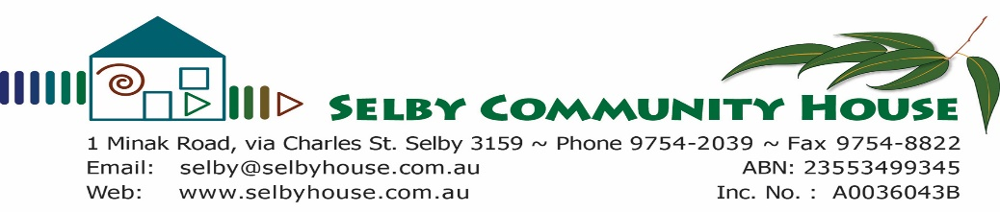 SELBY COMMUNITY HOUSE
1 Minak Road, via Charles St. Selby 3159 ~ Phone 9754-2039 ~ Fax 9754-8822
Email: selby@selbyhouse.com.au ABN: 23553499345
Web: www.selbyhouse.com.au Inc. No. : A0036043B